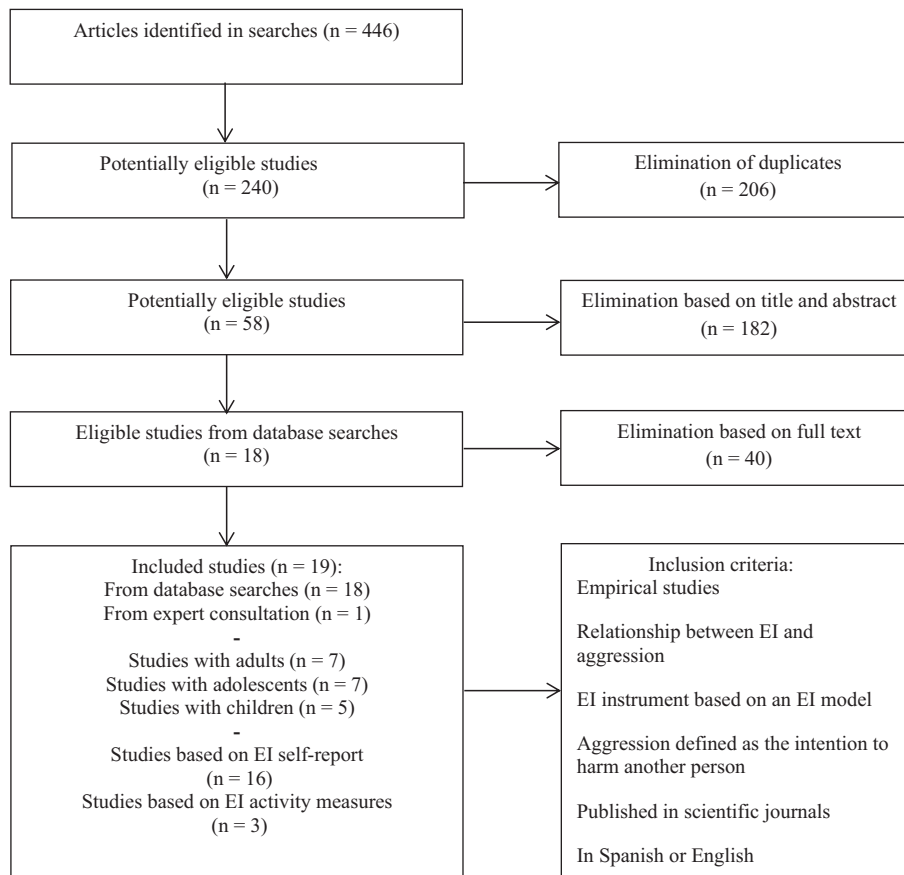 Articles identified in searches (n = 446)
Potentially eligible studies
(n = 240)
Elimination of duplicates
(n = 206)
Potentially eligible studies
(n = 58)
Elimination based on title and abstract
(n = 182)
Eligible studies from database searches
(n = 18)
Elimination based on full text
(n = 40)
Included studies (n = 19):
From database searches (n = 18)
From expert consultation (n = 1)
-
Studies with adults (n = 7)
Studies with adolescents (n = 7)
Studies with children (n = 5)
-
Studies based on EI self-report
(n = 16)
Studies based on EI activity measures
(n = 3)
Inclusion criteria:
Empirical studies
Relationship between EI and
aggression
EI instrument based on an EI model
Aggression defined as the intention to
harm another person
Published in scientific journals
In Spanish or English